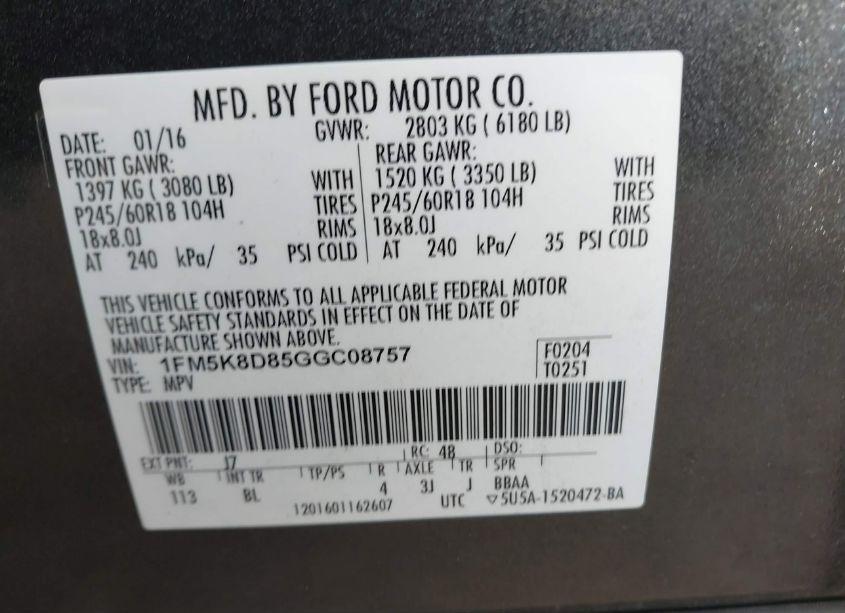 MFD. BY FORD MOTOR CO.
DATE: 01/16 GVWR: 2803 KG ( 6180 LB)
FRONT GAWR: REAR GAWR:
1397 KG ( 3080 LB) WITH 1520 KG ( 3350 LB) WITH
P245/60R18 104H TIRES P245/60R18 104H TIRES
18x8.0J RIMS 18x8.0J RIMS
AT 240 kPa/ 35 PSI COLD AT 240 kPa/ 35 PSI COLD
THIS VEHICLE CONFORMS TO ALL APPLICABLE FEDERAL MOTOR
VEHICLE SAFETY STANDARDS IN EFFECT ON THE DATE OF
MANUFACTURE SHOWN ABOVE.
VIN: 1FM5K8D85GGC08757 F0204
TYPE: MPV T0251
EXT PNT: J7 RC: 48 DSO:
WB INT TR TP/PS R AXLE TR SPR
113 BL 4 3J J BBAA
1201601162607 UTC ▽5U5A-1520472-BA